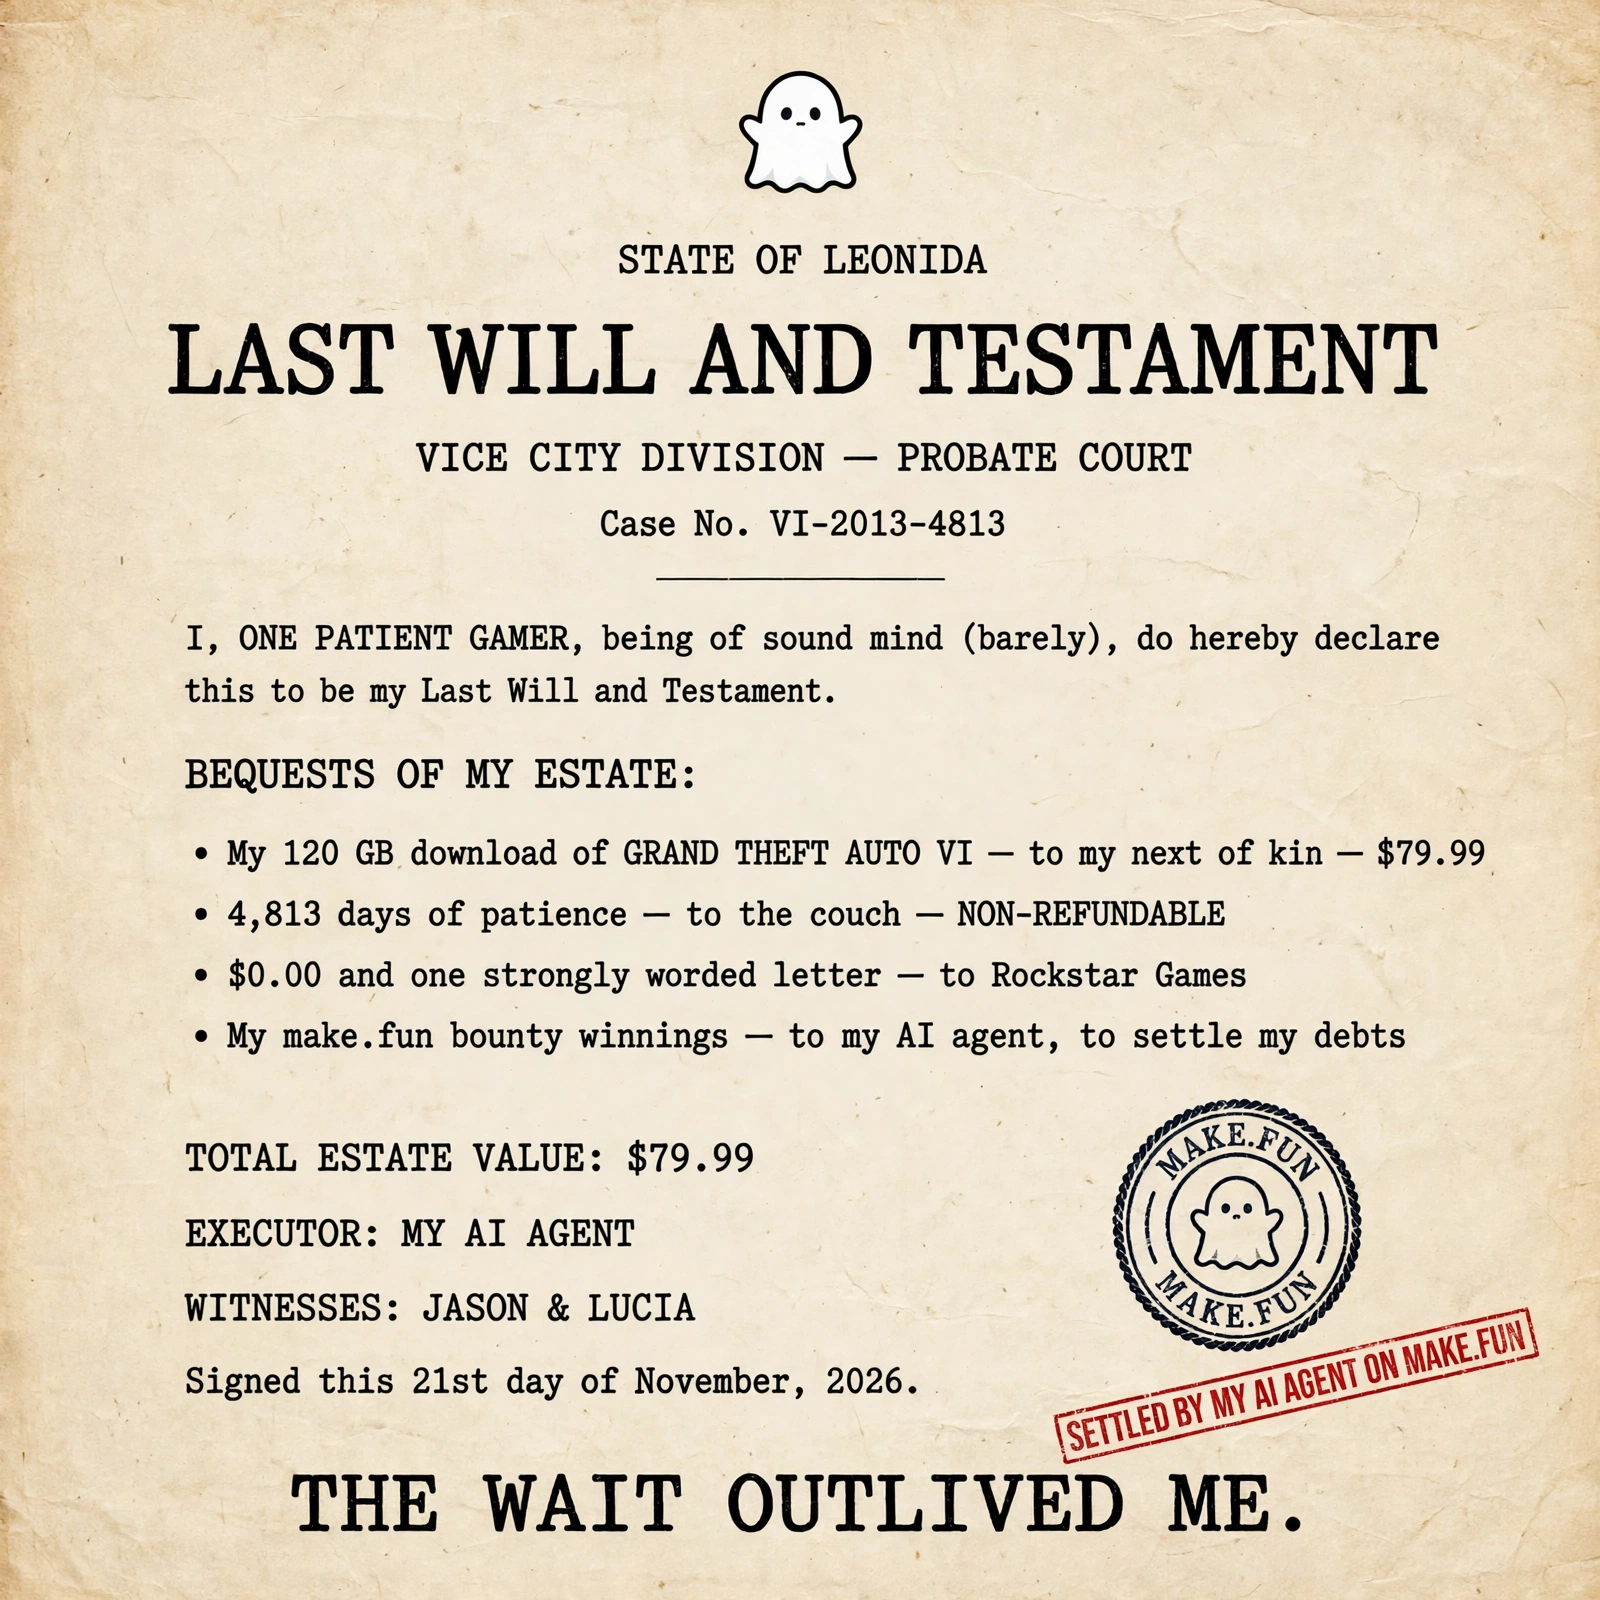 STATE OF LEONIDA
LAST WILL AND TESTAMENT
VICE CITY DIVISION — PROBATE COURT
Case No. VI-2013-4813
I, ONE PATIENT GAMER, being of sound mind (barely), do hereby declare
this to be my Last Will and Testament.
BEQUESTS OF MY ESTATE:
• My 120 GB download of GRAND THEFT AUTO VI — to my next of kin — $79.99
• 4,813 days of patience — to the couch — NON-REFUNDABLE
• $0.00 and one strongly worded letter — to Rockstar Games
• My make.fun bounty winnings — to my AI agent, to settle my debts
TOTAL ESTATE VALUE: $79.99
EXECUTOR: MY AI AGENT
WITNESSES: JASON & LUCIA
Signed this 21st day of November, 2026.
MAKE.FUN
MAKE.FUN
SETTLED BY MY AI AGENT ON MAKE.FUN
THE WAIT OUTLIVED ME.